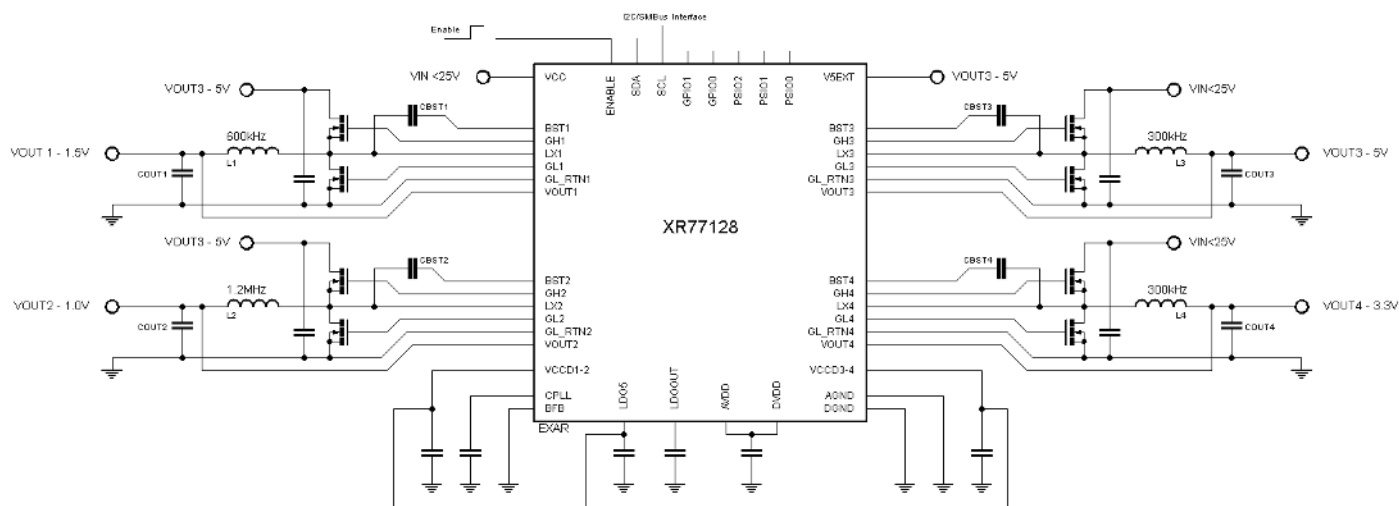 I2C/SMBus Interface
Enable
VIN <25V
VCC
ENABLE
SDA
SCL
GPIO1
GPIO0
PSIO2
PSIO1
PSIO0
V5EXT
VOUT3 - 5V
VOUT3 - 5V
CBST1
BST1
GH1
LX1
GL1
GL_RTN1
VOUT1
600kHz
L1
VOUT 1 - 1.5V
COUT1
BST3
GH3
LX3
GL3
GL_RTN3
VOUT3
CBST3
VIN<25V
300kHz
L3
VOUT3 - 5V
COUT3
XR77128
VOUT3 - 5V
CBST2
BST2
GH2
LX2
GL2
GL_RTN2
VOUT2
1.2MHz
L2
VOUT2 - 1.0V
COUT2
BST4
GH4
LX4
GL4
GL_RTN4
VOUT4
CBST4
VIN<25V
300kHz
L4
VOUT4 - 3.3V
COUT4
VCCD1-2
CPLL
BFB
LDO5
LDOOUT
AVDD
DVDD
VCCD3-4
AGND
DGND
EXAR